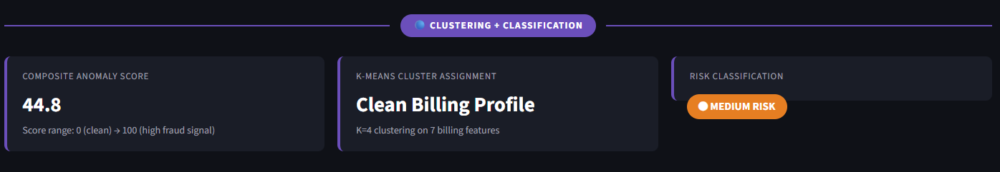 CLUSTERING + CLASSIFICATION
COMPOSITE ANOMALY SCORE
44.8
Score range: 0 (clean) → 100 (high fraud signal)
K-MEANS CLUSTER ASSIGNMENT
Clean Billing Profile
K=4 clustering on 7 billing features
RISK CLASSIFICATION
MEDIUM RISK